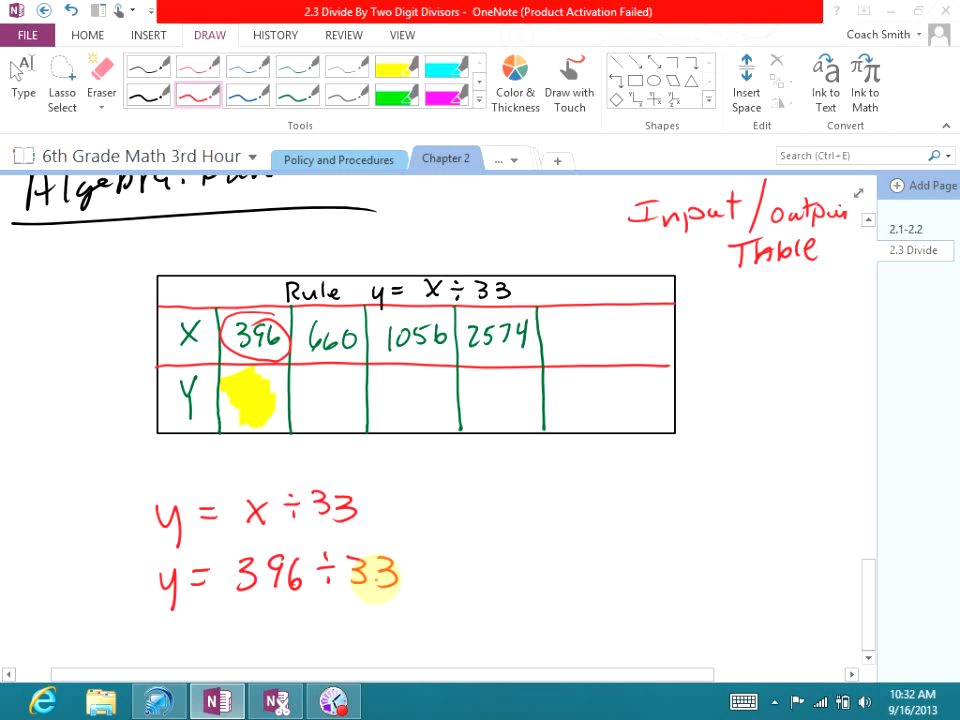 2.3 Divide By Two Digit Divisors - OneNote (Product Activation Failed)
FILE HOME INSERT DRAW HISTORY REVIEW VIEW Coach Smith
Type Lasso Select Eraser Color & Thickness Draw with Touch Insert Space Ink to Text Ink to Math
Tools Shapes Edit Convert
6th Grade Math 3rd Hour Policy and Procedures Chapter 2 ... Search (Ctrl+E)
Add Page
2.1-2.2
2.3 Divide
Input/
Table
Rule y = x ÷ 33
X 396 660 1056 2574
Y
y = x ÷ 33
y = 396 ÷ 33
10:32 AM
9/16/2013